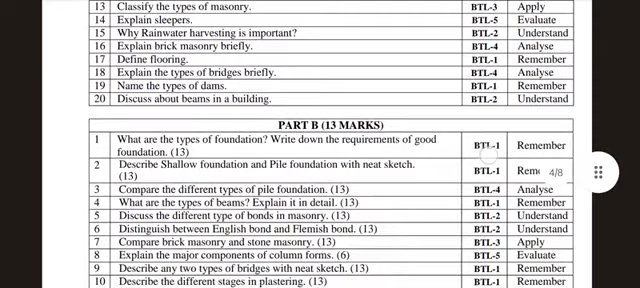 13 Classify the types of masonry. BTL-3 Apply
14 Explain sleepers. BTL-5 Evaluate
15 Why Rainwater harvesting is important? BTL-2 Understand
16 Explain brick masonry briefly. BTL-4 Analyse
17 Define flooring. BTL-1 Remember
18 Explain the types of bridges briefly. BTL-4 Analyse
19 Name the types of dams. BTL-1 Remember
20 Discuss about beams in a building. BTL-2 Understand
PART B (13 MARKS)
1 What are the types of foundation? Write down the requirements of good
foundation. (13) BTL-1 Remember
2 Describe Shallow foundation and Pile foundation with neat sketch.
(13) BTL-1
4/8
3 Compare the different types of pile foundation. (13) BTL-4 Analyse
4 What are the types of beams? Explain it in detail. (13) BTL-1 Remember
5 Discuss the different type of bonds in masonry. (13) BTL-2 Understand
6 Distinguish between English bond and Flemish bond. (13) BTL-2 Understand
7 Compare brick masonry and stone masonry. (13) BTL-3 Apply
8 Explain the major components of column forms. (6) BTL-5 Evaluate
9 Describe any two types of bridges with neat sketch. (13) BTL-1 Remember
10 Describe the different stages in plastering. (13) BTL-1 Remember